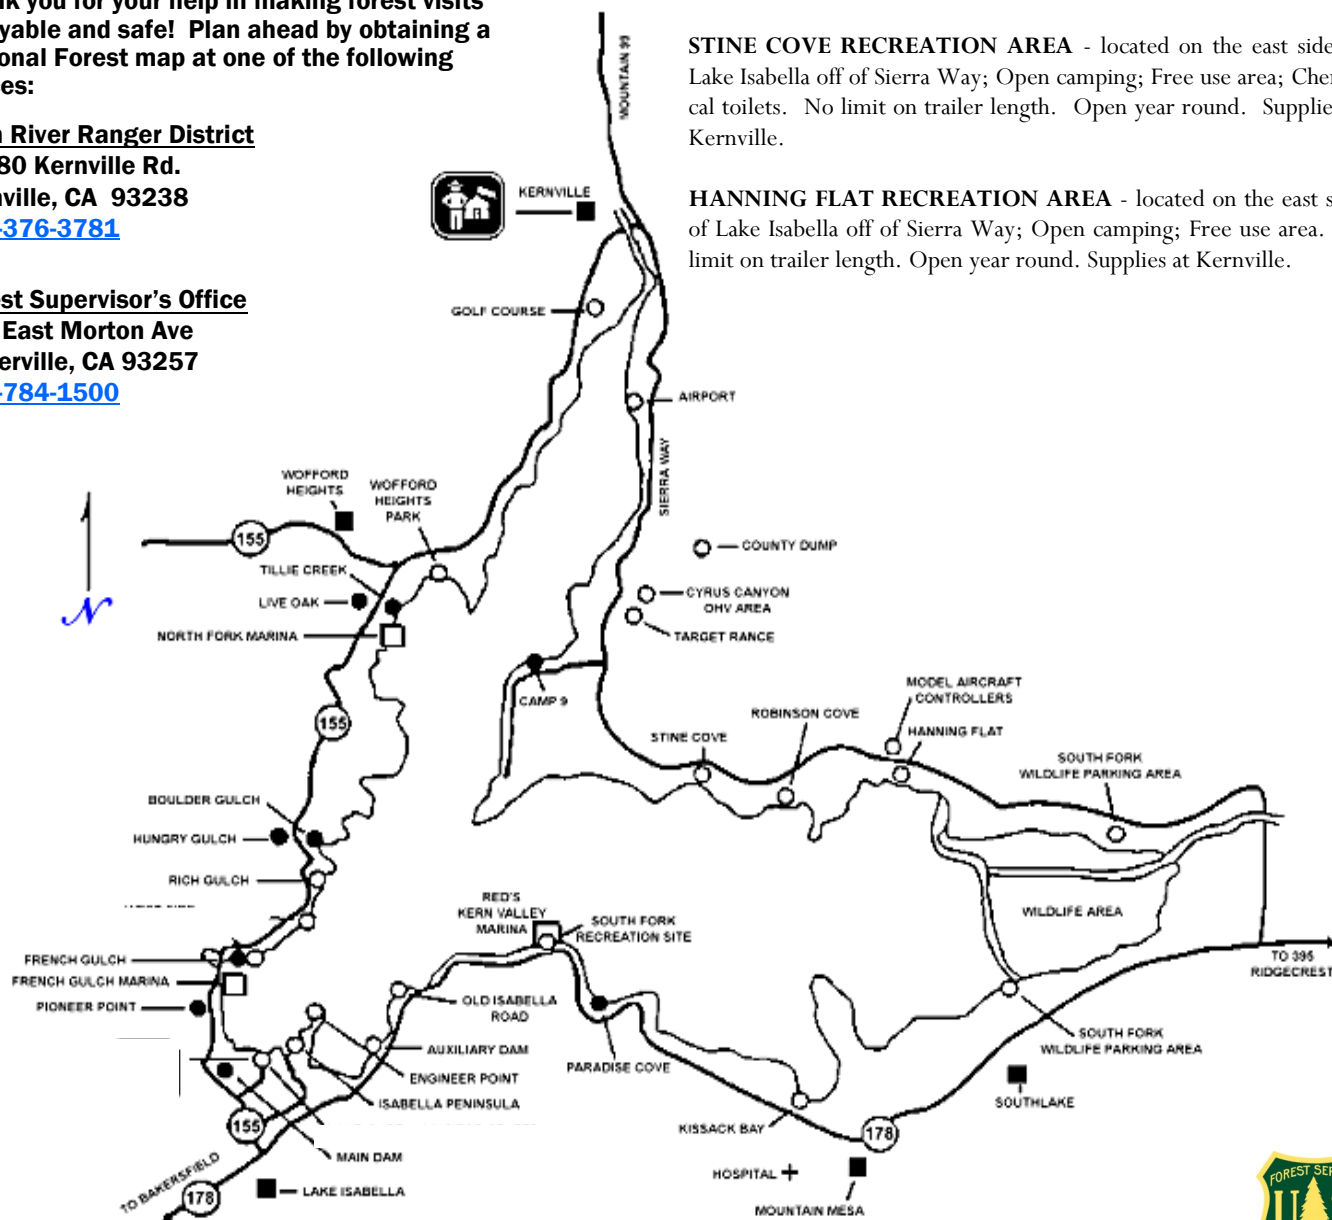 k you for your help in making forest visits
yable and safe!  Plan ahead by obtaining a
onal Forest map at one of the following
es:
River Ranger District
80 Kernville Rd.
ville, CA  93238
-376-3781
st Supervisor's Office
East Morton Ave
erville, CA 93257
-784-1500
STINE COVE RECREATION AREA - located on the east side
Lake Isabella off of Sierra Way; Open camping; Free use area; Che
cal toilets.  No limit on trailer length.  Open year round.  Supplie
Kernville.
HANNING FLAT RECREATION AREA - located on the east s
of Lake Isabella off of Sierra Way; Open camping; Free use area.
limit on trailer length. Open year round. Supplies at Kernville.
MOUNTAIN 99
KERNVILLE
GOLF COURSE
AIRPORT
SIERRA WAY
WOFFORD
HEIGHTS
WOFFORD
HEIGHTS
PARK
155
N
TILLIE CREEK
LIVE OAK
NORTH FORK MARINA
COUNTY DUMP
CYRUS CANYON
OHV AREA
TARGET RANCE
CAMP 9
155
MODEL AIRCRAFT
CONTROLLERS
ROBINSON COVE
HANNING FLAT
STINE COVE
SOUTH FORK
WILDLIFE PARKING AREA
BOULDER GULCH
HUNGRY GULCH
RICH GULCH
RED'S
KERN VALLEY
MARINA
SOUTH FORK
RECREATION SITE
WILDLIFE AREA
FRENCH GULCH
FRENCH GULCH MARINA
PIONEER POINT
TO 395
RIDGECREST
OLD ISABELLA
ROAD
AUXILIARY DAM
ENGINEER POINT
ISABELLA PENINSULA
PARADISE COVE
SOUTH FORK
WILDLIFE PARKING AREA
SOUTHLAKE
KISSACK BAY
178
155
MAIN DAM
HOSPITAL
MOUNTAIN MESA
TO BAKERSFIELD
178
LAKE ISABELLA
FOREST SER
U